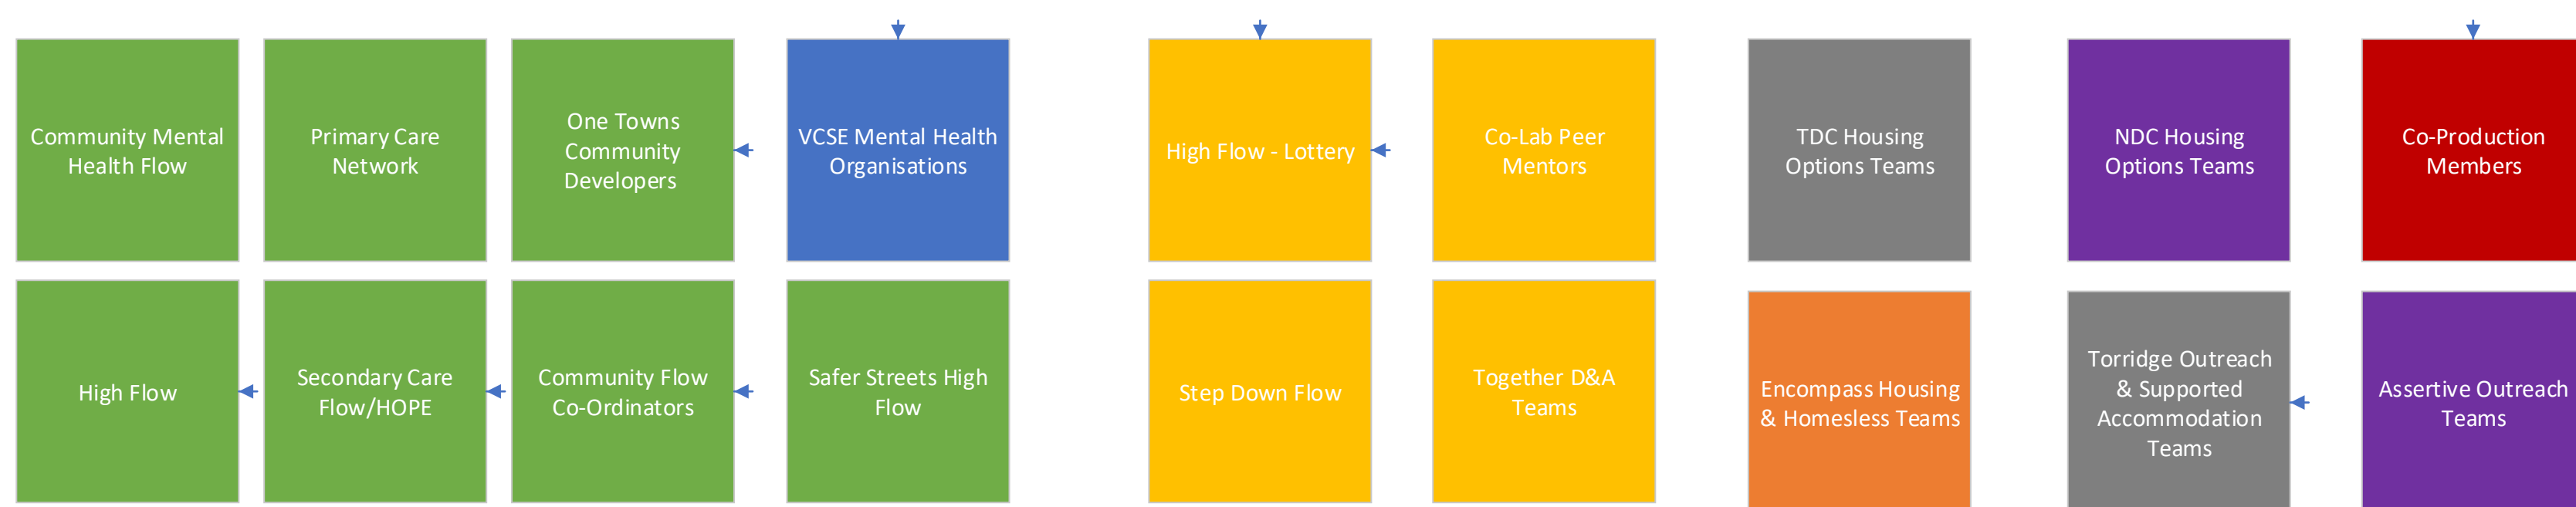 Community Mental
Health Flow
Primary Care
Network
One Towns
Community
Developers
VCSE Mental Health
Organisations
High Flow - Lottery
Co-Lab Peer
Mentors
TDC Housing
Options Teams
NDC Housing
Options Teams
Co-Production
Members
High Flow
Secondary Care
Flow/HOPE
Community Flow
Co-Ordinators
Safer Streets High
Flow
Step Down Flow
Together D&A
Teams
Encompass Housing
& Homesless Teams
Torridge Outreach
& Supported
Accommodation
Teams
Assertive Outreach
Teams